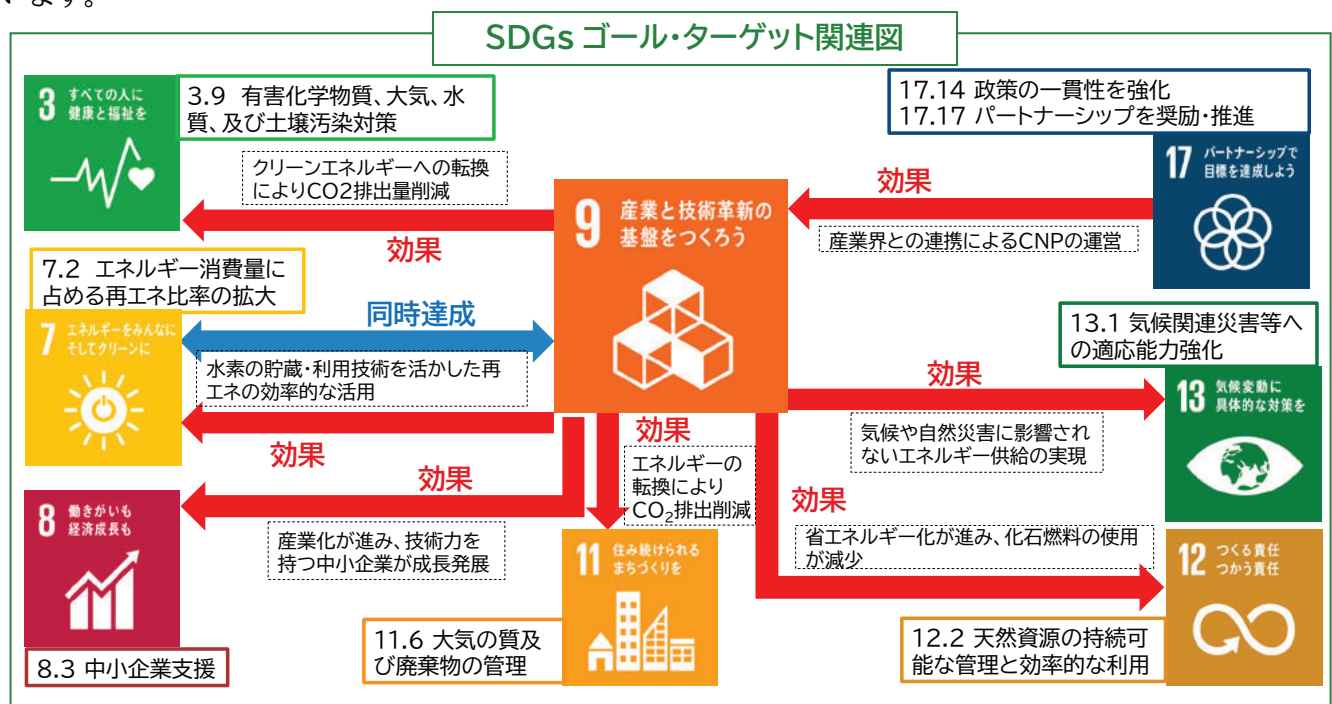 います。
SDGs ゴール・ターゲット関連図
3 すべての人に
健康と福祉を
3.9 有害化学物質、大気、水
質、及び土壌汚染対策
17.14 政策の一貫性を強化
17.17 パートナーシップを奨励・推進
クリーンエネルギーへの転換
によりCO2排出量削減
効果
9 産業と技術革新の
基盤をつくろう
効果
産業界との連携によるCNPの運営
17 パートナーシップで
目標を達成しよう
7.2 エネルギー消費量に
占める再エネ比率の拡大
7 エネルギーをみんなに
そしてクリーンに
同時達成
水素の貯蔵・利用技術を活かした再
エネの効率的な活用
効果
13.1 気候関連災害等へ
の適応能力強化
効果
13 気候変動に
具体的な対策を
気候や自然災害に影響され
ないエネルギー供給の実現
効果
8 働きがいも
経済成長も
産業化が進み、技術力を
持つ中小企業が成長発展
8.3 中小企業支援
効果
エネルギーの
転換により
CO2排出削減
11 住み続けられる
まちづくりを
11.6 大気の質及
び廃棄物の管理
効果
省エネルギー化が進み、化石燃料の使用
が減少
12 つくる責任
つかう責任
12.2 天然資源の持続可
能な管理と効率的な利用